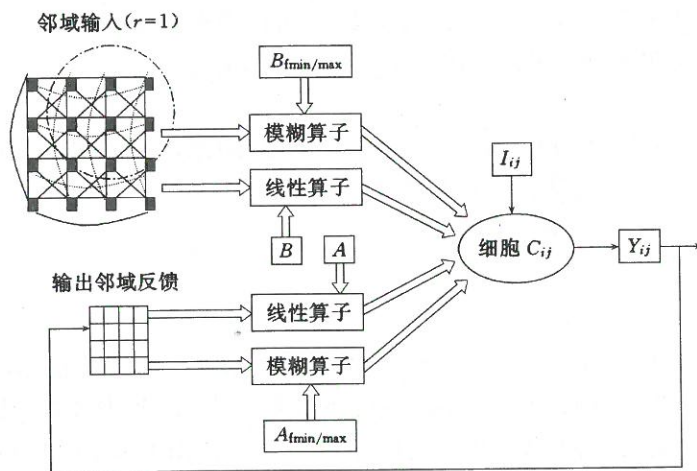 邻域输入(r=1)
B_fmin/max
模糊算子
I_ij
线性算子
细胞 C_ij
Y_ij
B
A
输出邻域反馈
线性算子
模糊算子
A_fmin/max